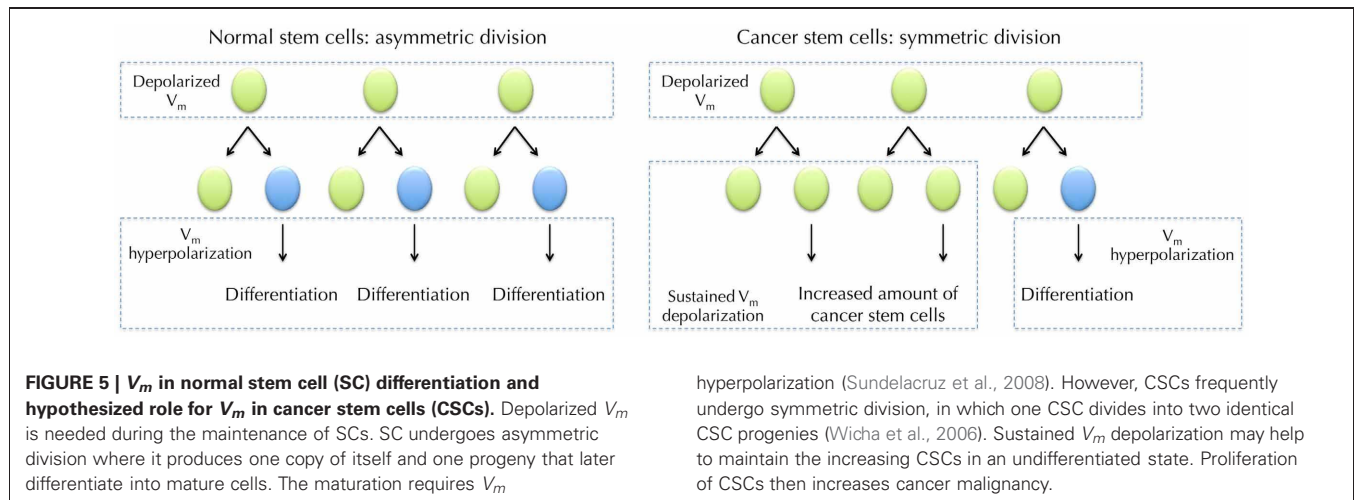 Normal stem cells: asymmetric division
Depolarized
Vm
Vm
hyperpolarization
Differentiation Differentiation Differentiation
Cancer stem cells: symmetric division
Depolarized
Vm
Sustained Vm
depolarization
Increased amount of
cancer stem cells
Vm
hyperpolarization
Differentiation
FIGURE 5 | Vm in normal stem cell (SC) differentiation and
hypothesized role for Vm in cancer stem cells (CSCs). Depolarized Vm
is needed during the maintenance of SCs. SC undergoes asymmetric
division where it produces one copy of itself and one progeny that later
differentiate into mature cells. The maturation requires Vm
hyperpolarization (Sundelacruz et al., 2008). However, CSCs frequently
undergo symmetric division, in which one CSC divides into two identical
CSC progenies (Wicha et al., 2006). Sustained Vm depolarization may help
to maintain the increasing CSCs in an undifferentiated state. Proliferation
of CSCs then increases cancer malignancy.